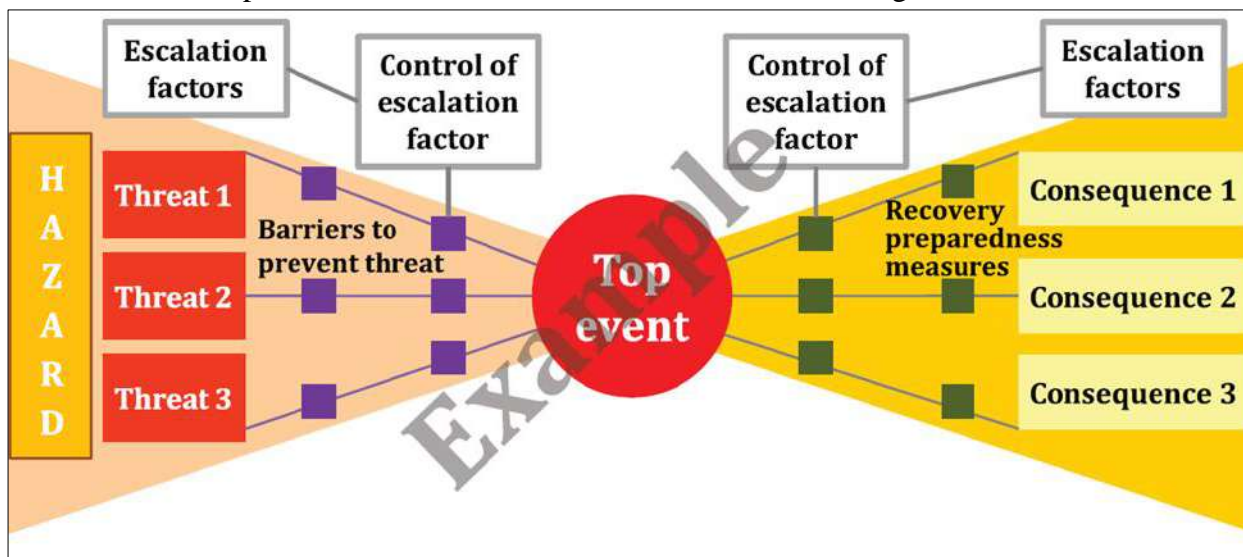 Escalation
factors
Control of
escalation
factor
Control of
escalation
factor
Escalation
factors
H
A
Z
A
R
D
Threat 1
Threat 2
Threat 3
Barriers to
prevent threat
Top
event
Example
Recovery
preparedness
measures
Consequence 1
Consequence 2
Consequence 3